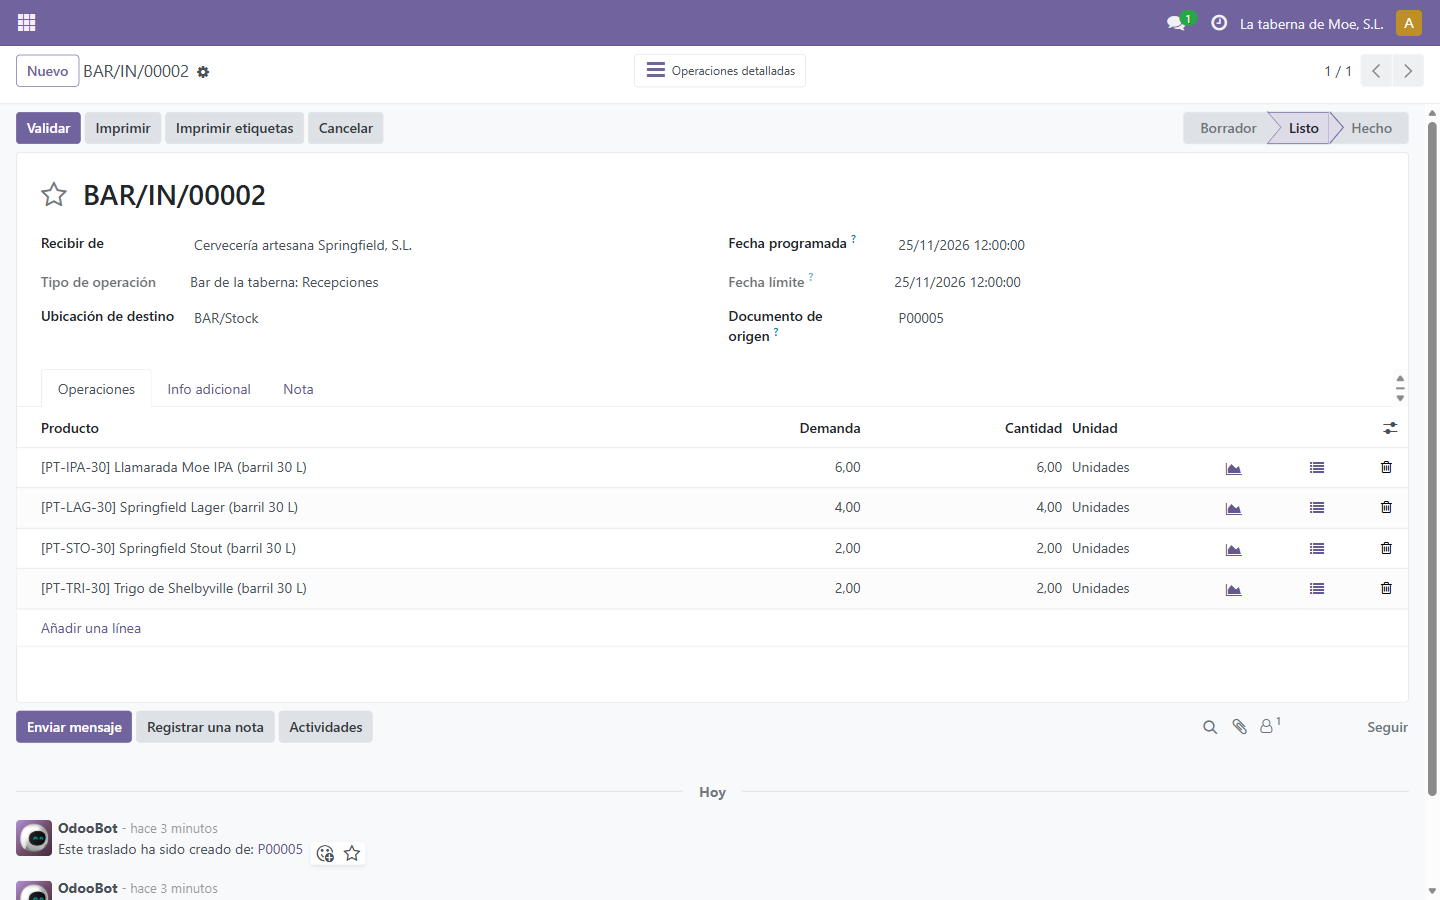 1
La taberna de Moe, S.L.
A
Nuevo
BAR/IN/00002
Operaciones detalladas
1 / 1
Validar
Imprimir
Imprimir etiquetas
Cancelar
Borrador
Listo
Hecho
BAR/IN/00002
Recibir de
Cervecería artesana Springfield, S.L.
Fecha programada ?
25/11/2026 12:00:00
Tipo de operación
Bar de la taberna: Recepciones
Fecha límite ?
25/11/2026 12:00:00
Ubicación de destino
BAR/Stock
Documento de
origen ?
P00005
Operaciones
Info adicional
Nota
Producto
Demanda
Cantidad
Unidad
[PT-IPA-30] Llamarada Moe IPA (barril 30 L)
6,00
6,00
Unidades
[PT-LAG-30] Springfield Lager (barril 30 L)
4,00
4,00
Unidades
[PT-STO-30] Springfield Stout (barril 30 L)
2,00
2,00
Unidades
[PT-TRI-30] Trigo de Shelbyville (barril 30 L)
2,00
2,00
Unidades
Añadir una línea
Enviar mensaje
Registrar una nota
Actividades
1
Seguir
Hoy
OdooBot - hace 3 minutos
Este traslado ha sido creado de: P00005
OdooBot - hace 3 minutos